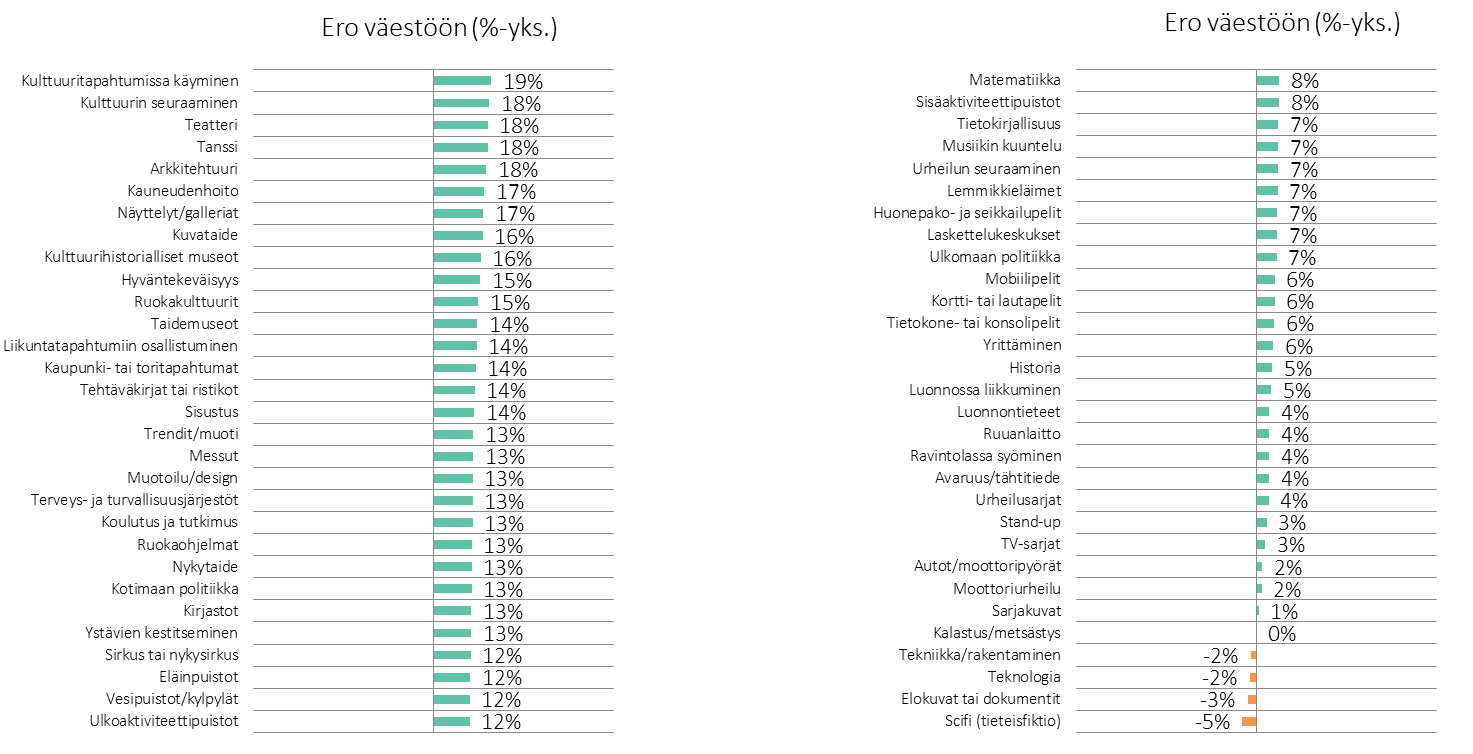 Ero väestöön (%-yks.)
Kulttuuritapahtumissa käyminen 19%
Kulttuurin seuraaminen 18%
Teatteri 18%
Tanssi 18%
Arkkitehtuuri 18%
Kauneudenhoito 17%
Näyttelyt/galleriat 17%
Kuvataide 16%
Kulttuurihistorialliset museot 16%
Hyväntekeväisyys 15%
Ruokakulttuurit 15%
Taidemuseot 14%
Liikuntatapahtumiin osallistuminen 14%
Kaupunki- tai toritapahtumat 14%
Tehtäväkirjat tai ristikot 14%
Sisustus 14%
Trendit/muoti 13%
Messut 13%
Muotoilu/design 13%
Terveys- ja turvallisuusjärjestöt 13%
Koulutus ja tutkimus 13%
Ruokaohjelmat 13%
Nykytaide 13%
Kotimaan politiikka 13%
Kirjastot 13%
Ystävien kestitseminen 13%
Sirkus tai nykysirkus 12%
Eläinpuistot 12%
Vesipuistot/kylpylät 12%
Ulkoaktiviteettipuistot 12%
Ero väestöön (%-yks.)
Matematiikka 8%
Sisäaktiviteettipuistot 8%
Tietokirjallisuus 7%
Musiikin kuuntelu 7%
Urheilun seuraaminen 7%
Lemmikkieläimet 7%
Huonepako- ja seikkailupelit 7%
Laskettelukeskukset 7%
Ulkomaan politiikka 7%
Mobiilipelit 6%
Kortti- tai lautapelit 6%
Tietokone- tai konsolipelit 6%
Yrittäminen 6%
Historia 5%
Luonnossa liikkuminen 5%
Luonnontieteet 4%
Ruuanlaitto 4%
Ravintolassa syöminen 4%
Avaruus/tähtitiede 4%
Urheilusarjat 4%
Stand-up 3%
TV-sarjat 3%
Autot/moottoripyörät 2%
Moottoriurheilu 2%
Sarjakuvat 1%
Kalastus/metsästys 0%
Tekniikka/rakentaminen -2%
Teknologia -2%
Elokuvat tai dokumentit -3%
Scifi (tieteisfiktio) -5%